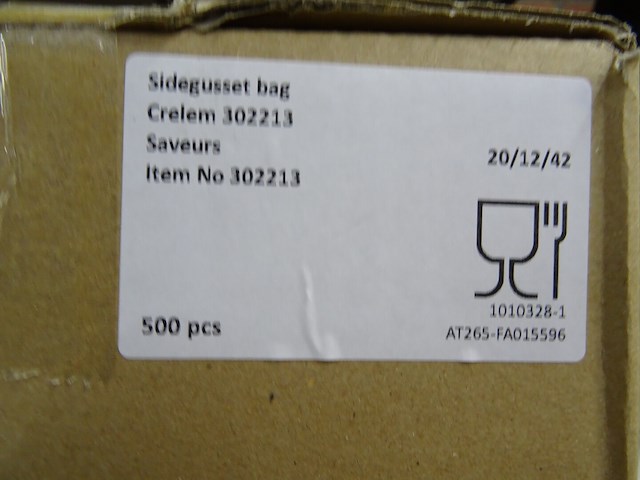 Sidegusset bag
Crelem 302213
Saveurs
Item No 302213
20/12/42
500 pcs
1010328-1
AT265-FA015596